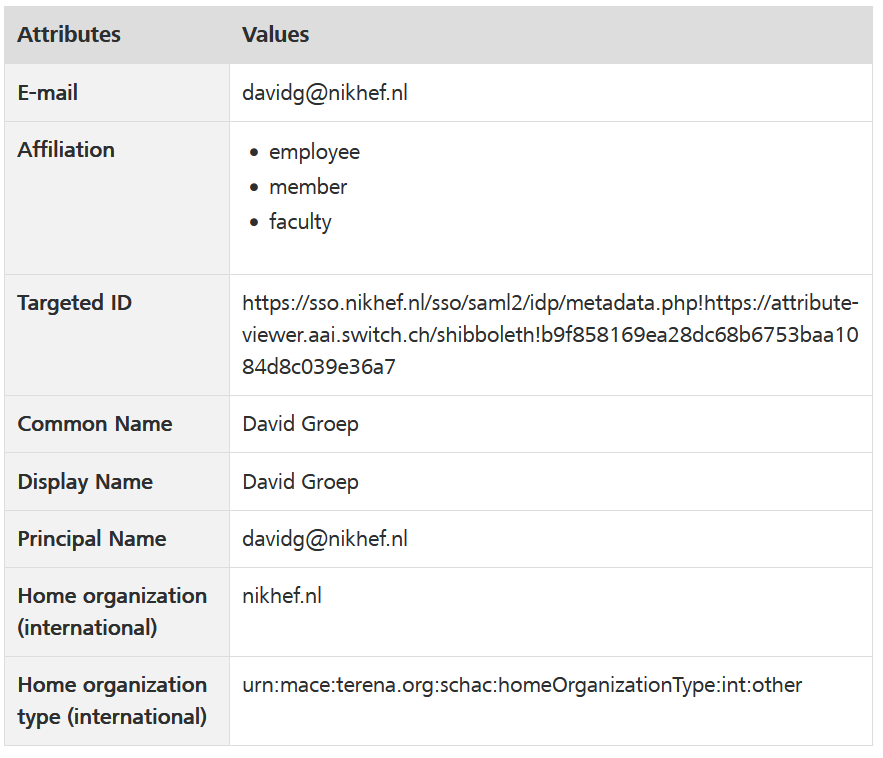 Attributes Values
E-mail davidg@nikhef.nl
Affiliation • employee
• member
• faculty
Targeted ID https://sso.nikhef.nl/sso/saml2/idp/metadata.php!https://attribute-
viewer.aai.switch.ch/shibboleth!b9f858169ea28dc68b6753baa10
84d8c039e36a7
Common Name David Groep
Display Name David Groep
Principal Name davidg@nikhef.nl
Home organization nikhef.nl
(international)
Home organization urn:mace:terena.org:schac:homeOrganizationType:int:other
type (international)